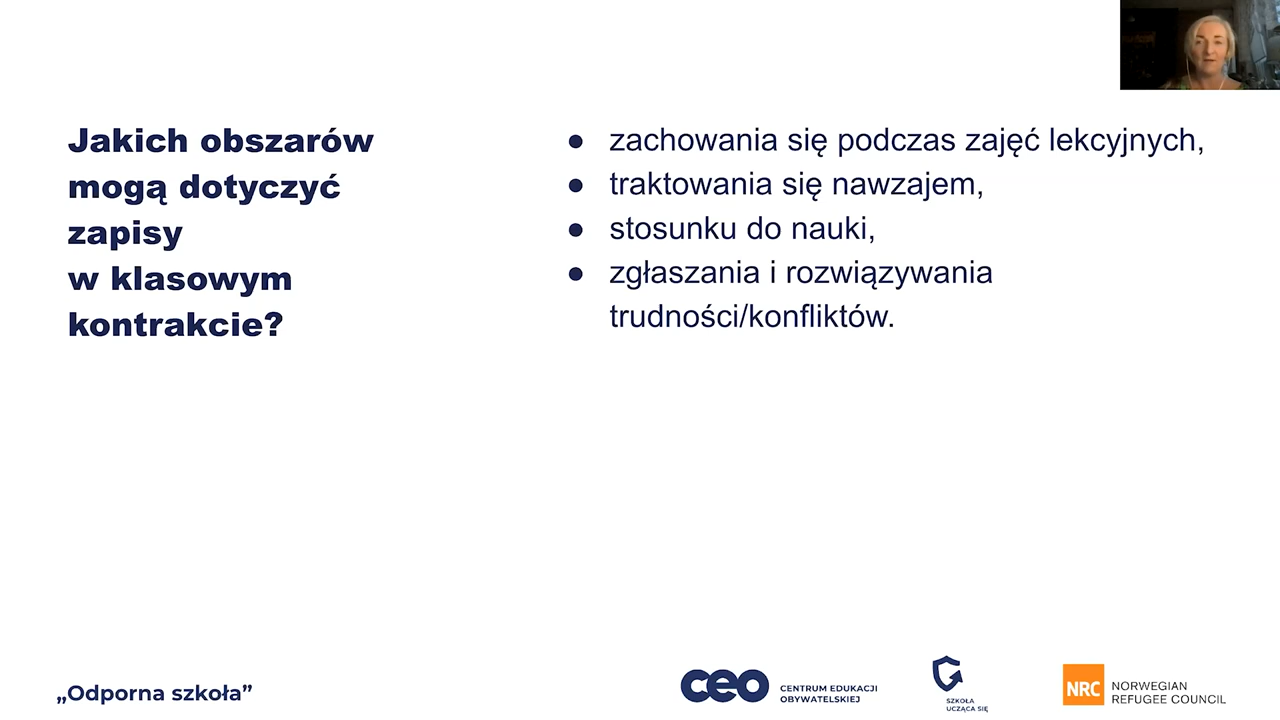 Jakich obszarów
mogą dotyczyć
zapisy
w klasowym
kontrakcie?
● zachowania się podczas zajęć lekcyjnych,
● traktowania się nawzajem,
● stosunku do nauki,
● zgłaszania i rozwiązywania
trudności/konfliktów.
„Odporna szkoła”
ceo CENTRUM EDUKACJI
OBYWATELSKIEJ
SZKOŁA
UCZĄCA SIĘ
NRC NORWEGIAN
REFUGEE COUNCIL